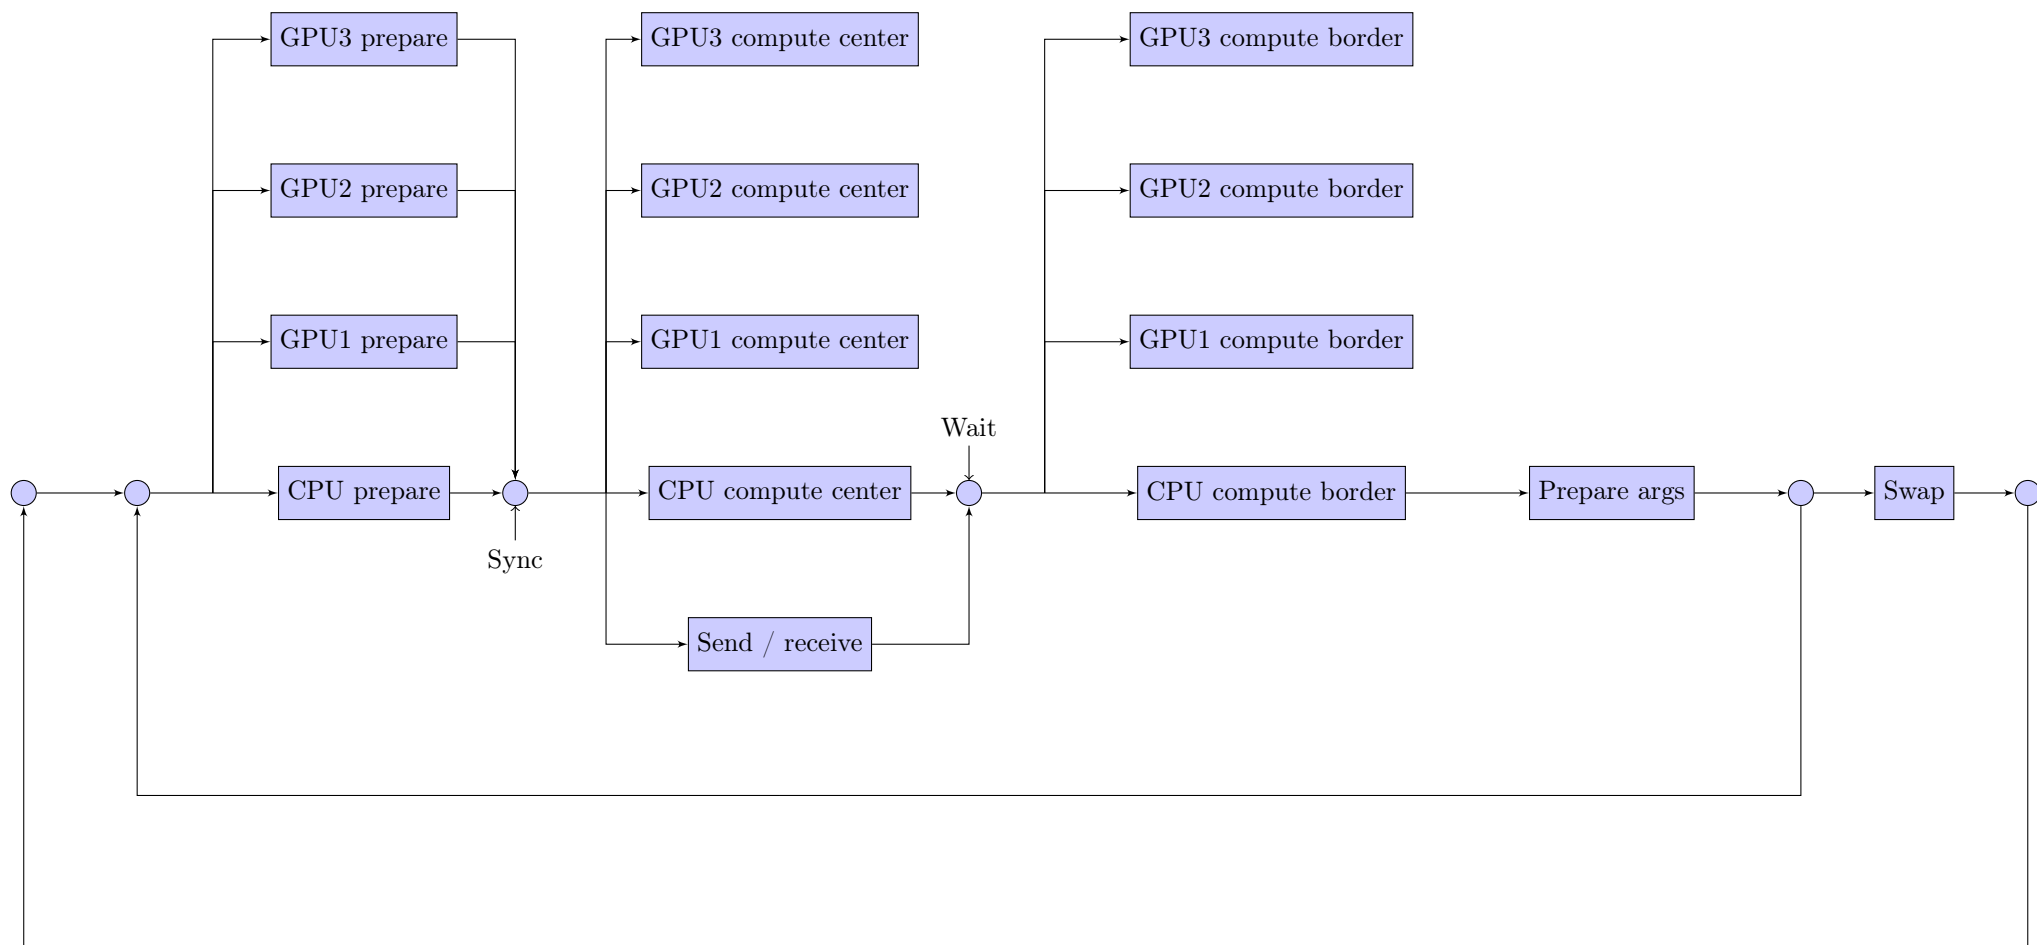 GPU3 prepare
GPU3 compute center
GPU3 compute border
GPU2 prepare
GPU2 compute center
GPU2 compute border
GPU1 prepare
GPU1 compute center
GPU1 compute border
Wait
CPU prepare
CPU compute center
CPU compute border
Prepare args
Swap
Sync
Send / receive